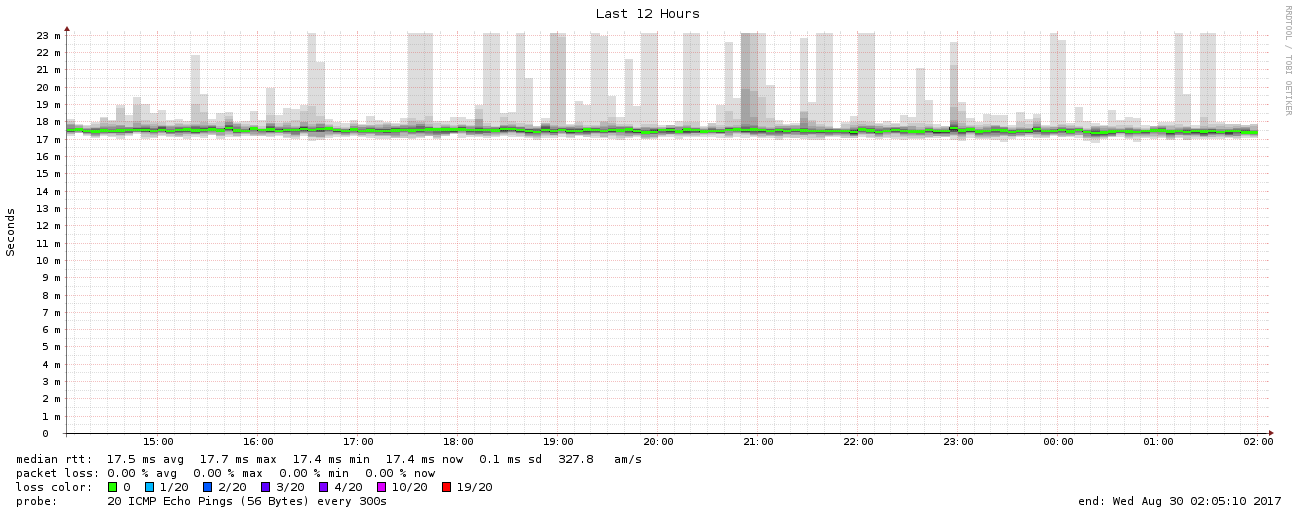 Last 12 Hours
RRDTOOL / TOBI OETIKER
Seconds
23 m
22 m
21 m
20 m
19 m
18 m
17 m
16 m
15 m
14 m
13 m
12 m
11 m
10 m
9 m
8 m
7 m
6 m
5 m
4 m
3 m
2 m
1 m
0
15:00 16:00 17:00 18:00 19:00 20:00 21:00 22:00 23:00 00:00 01:00 02:00
median rtt: 17.5 ms avg 17.7 ms max 17.4 ms min 17.4 ms now 0.1 ms sd 327.8 am/s
packet loss: 0.00 % avg 0.00 % max 0.00 % min 0.00 % now
loss color: 0 1/20 2/20 3/20 4/20 10/20 19/20
probe: 20 ICMP Echo Pings (56 Bytes) every 300s end: Wed Aug 30 02:05:10 2017